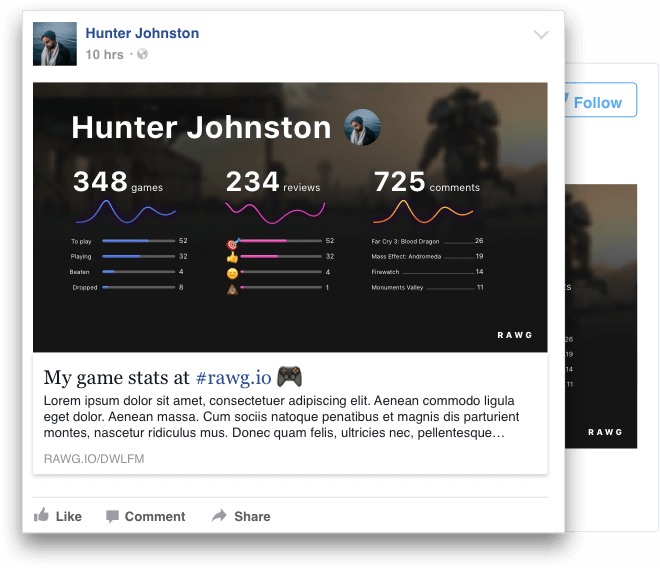 Hunter Johnston
10 hrs ·
Follow
Hunter Johnston
348 games
234 reviews
725 comments
To play 52
Playing 32
Beaten 4
Dropped 8
52
32
4
1
Far Cry 3: Blood Dragon 26
Mass Effect: Andromeda 19
Firewatch 14
Monuments Valley 11
RAWG
My game stats at #rawg.io 🎮
Lorem ipsum dolor sit amet, consectetuer adipiscing elit. Aenean commodo ligula
eget dolor. Aenean massa. Cum sociis natoque penatibus et magnis dis parturient
montes, nascetur ridiculus mus. Donec quam felis, ultricies nec, pellentesque…
RAWG.IO/DWLFM
Like Comment Share
26
19
14
11
RAWG